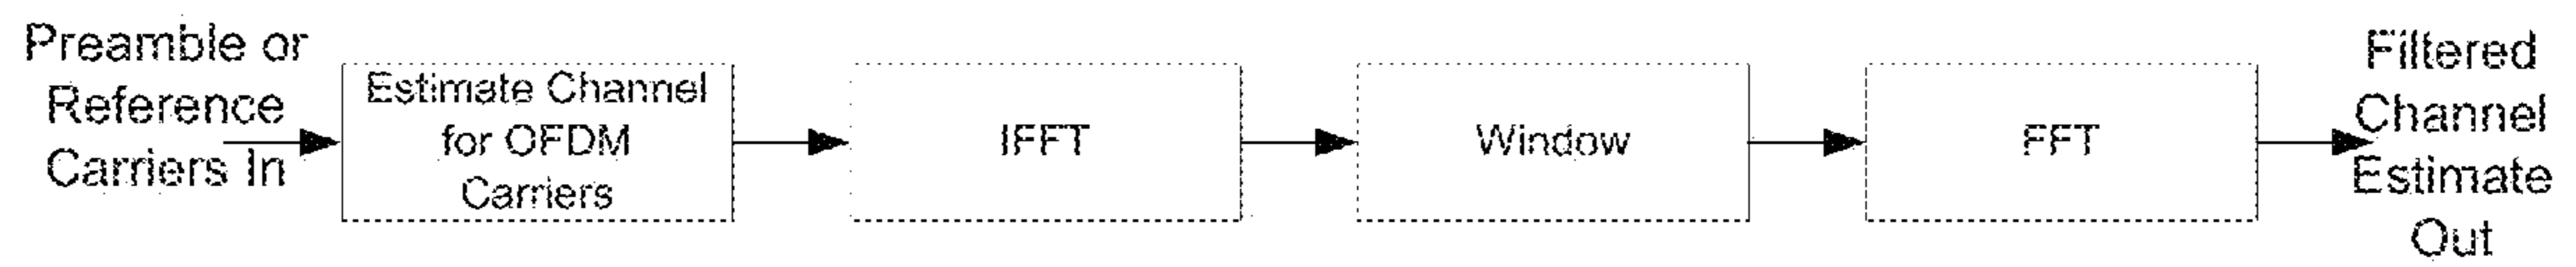 Preamble or
Reference
Carriers In
Estimate Channel
for OFDM
Carriers
IFFT
Window
FFT
Filtered
Channel
Estimate
Out